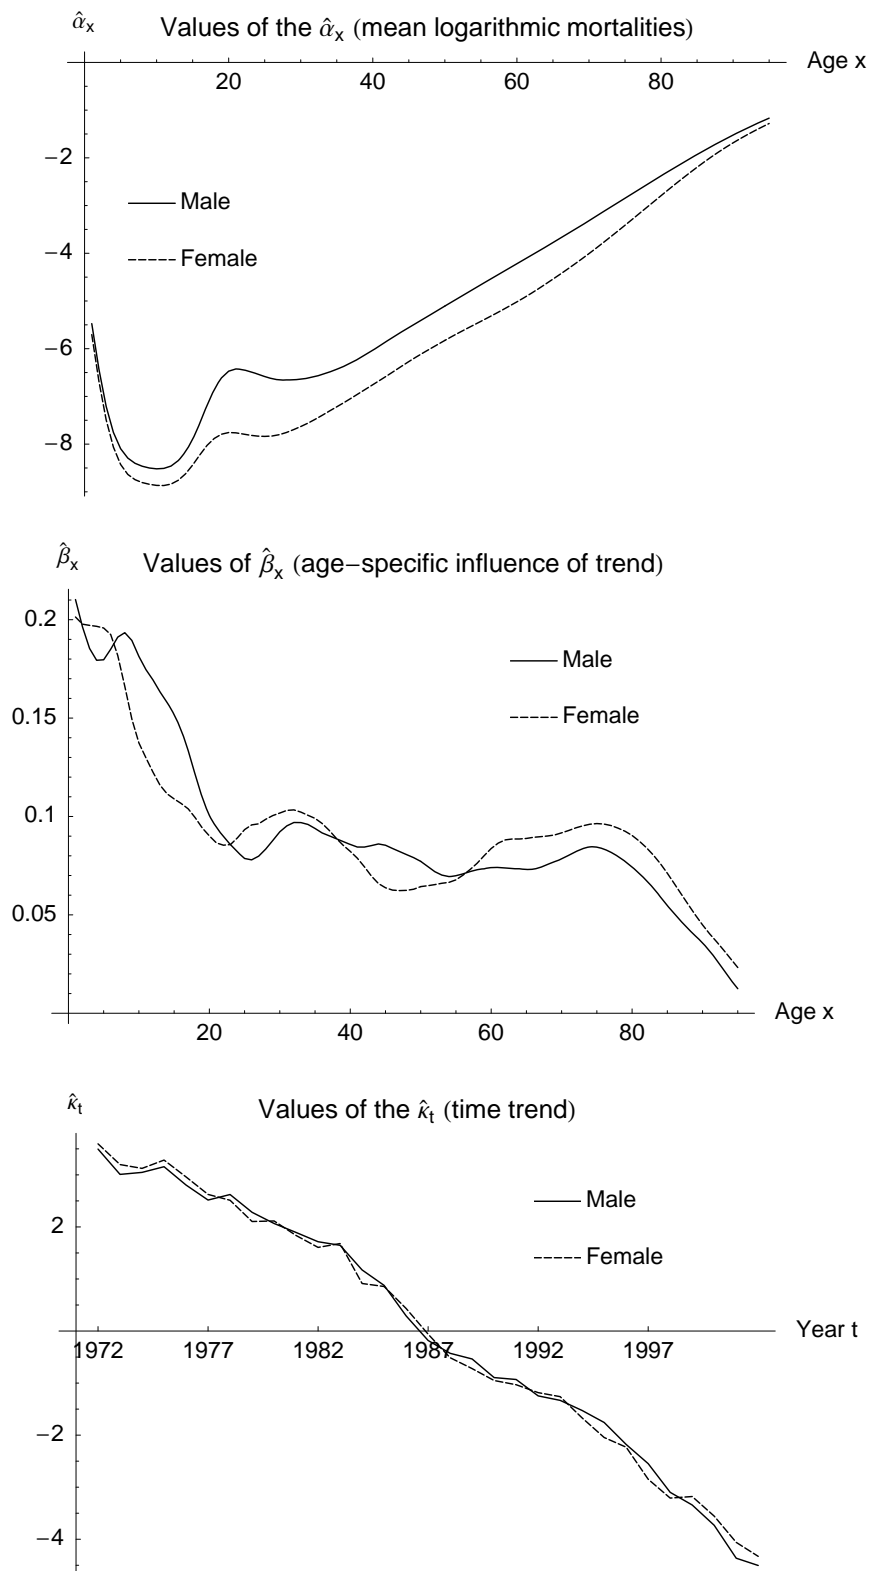 α̂ₓ Values of the α̂ₓ (mean logarithmic mortalities)
Age x
20 40 60 80
−2
Male
−4 Female
−6
−8
β̂ₓ Values of β̂ₓ (age−specific influence of trend)
0.2
Male
0.15 Female
0.1
0.05
Age x
20 40 60 80
κ̂ₜ Values of the κ̂ₜ (time trend)
Male
2
Female
Year t
1972 1977 1982 1987 1992 1997
−2
−4